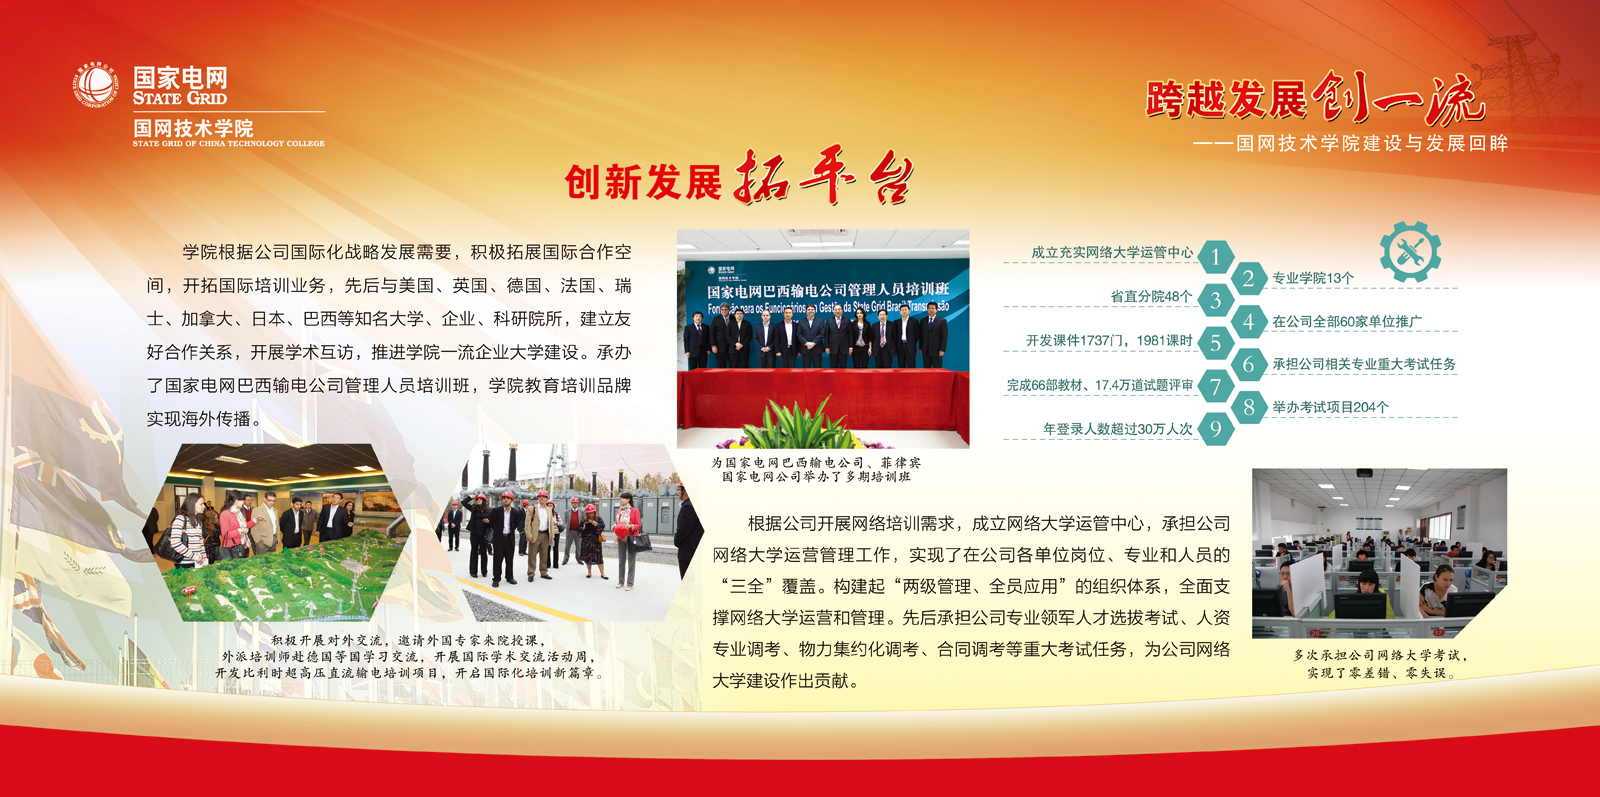 国家电网
STATE GRID
国网技术学院
STATE GRID OF CHINA TECHNOLOGY COLLEGE
跨越发展创一流
——国网技术学院建设与发展回眸
创新发展拓平台
学院根据公司国际化战略发展需要，积极拓展国际合作空
间，开拓国际培训业务，先后与美国、英国、德国、法国、瑞
士、加拿大、日本、巴西等知名大学、企业、科研院所，建立友
好合作关系，开展学术互访，推进学院一流企业大学建设。承办
了国家电网巴西输电公司管理人员培训班，学院教育培训品牌
实现海外传播。
积极开展对外交流，邀请外国专家来院授课，
外派培训师赴德国等国学习交流，开展国际学术交流活动周，
开发比利时超高压直流输电培训项目，开启国际化培训新篇章。
国家电网
STATE GRID
国家电网巴西输电公司管理人员培训班
para os Funcionários da State Grid Brasil
为国家电网巴西输电公司、菲律宾
国家电网公司举办了多期培训班
成立充实网络大学运管中心 1
2 专业学院13个
省直分院48个 3
4 在公司全部60家单位推广
开发课件1737门，1981课时 5
6 承担公司相关专业重大考试任务
完成66部教材、17.4万道试题评审 7
8 举办考试项目204个
年登录人数超过30万人次 9
根据公司开展网络培训需求，成立网络大学运管中心，承担公司
网络大学运营管理工作，实现了在公司各单位岗位、专业和人员的
“三全”覆盖。构建起“两级管理、全员应用”的组织体系，全面支
撑网络大学运营和管理。先后承担公司专业领军人才选拔考试、人资
专业调考、物力集约化调考、合同调考等重大考试任务，为公司网络
大学建设作出贡献。
多次承担公司网络大学考试，
实现了零差错、零失误。